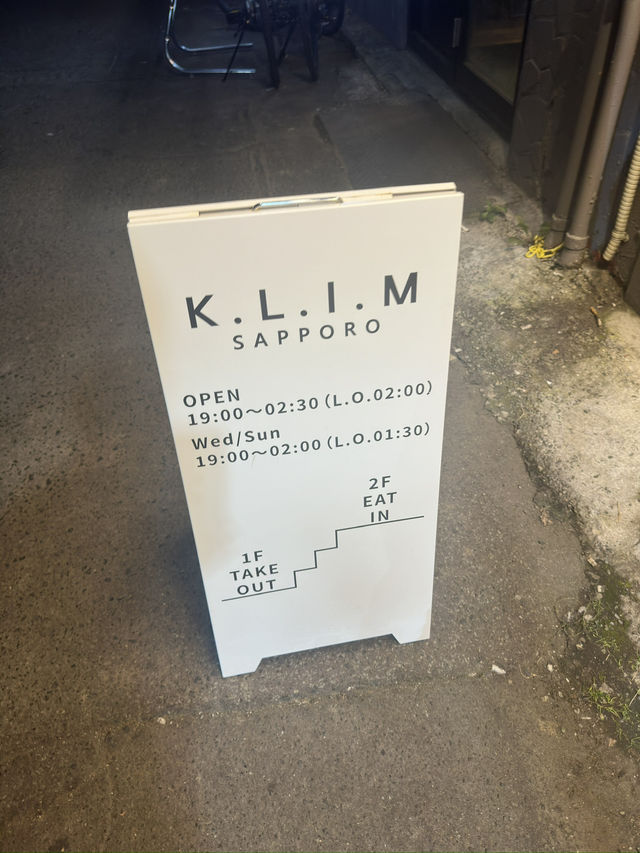 K.L.I.M
SAPPORO
OPEN
19:00～02:30 (L.O.02:00)
Wed/Sun
19:00～02:00 (L.O.01:30)
2F
EAT
IN
1F
TAKE
OUT